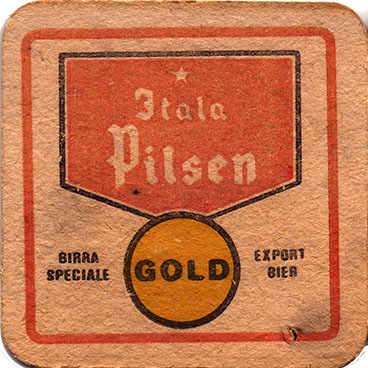 Itala
Pilsen
BIRRA
SPECIALE
GOLD
EXPORT
BIER